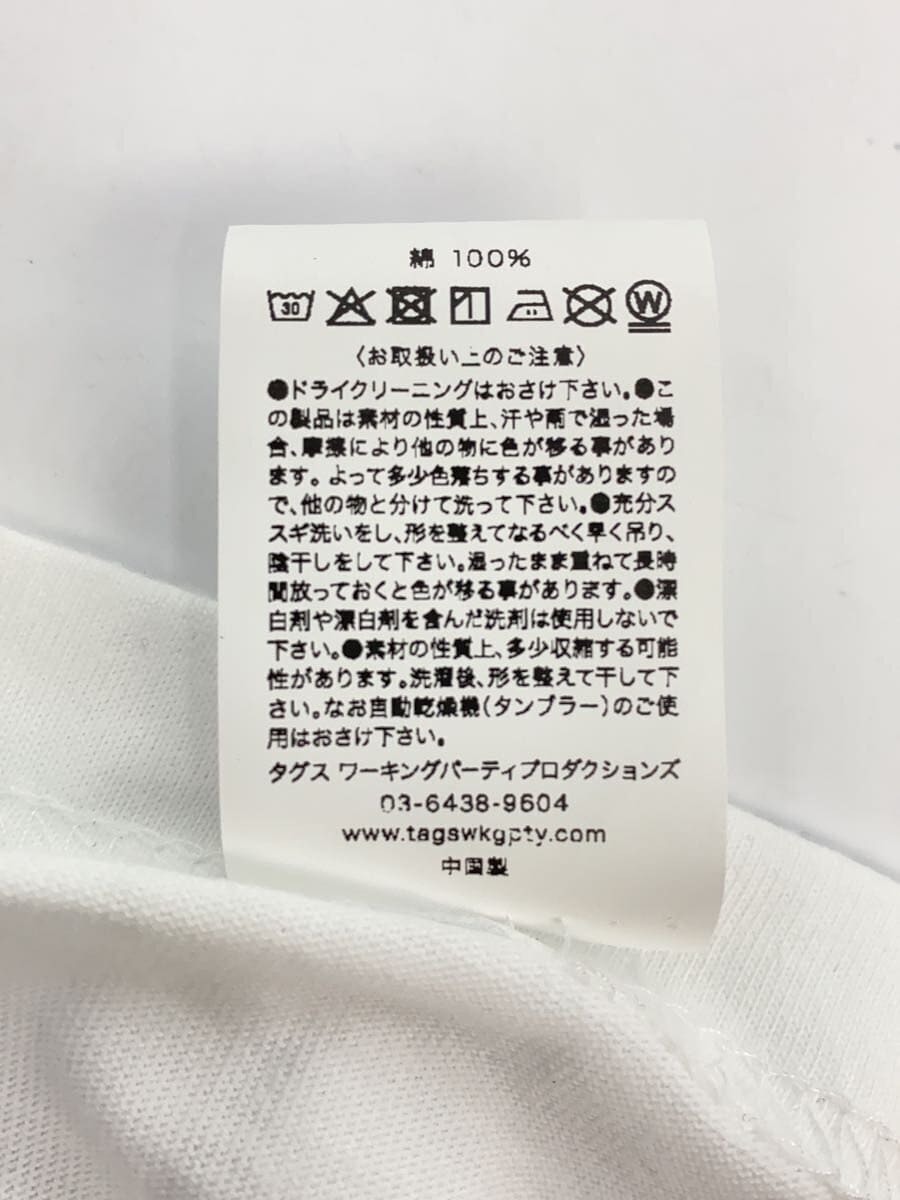 綿 100%
30
W
〈お取扱い上のご注意〉
●ドライクリーニングはおさけ下さい。●こ
の製品は素材の性質上、汗や雨で湿った場
合、摩擦により他の物に色が移る事があり
ます。よって多少色落ちする事がありますの
で、他の物と分けて洗って下さい。●充分ス
スギ洗いをし、形を整えてなるべく早く吊り、
陰干しをして下さい。湿ったまま重ねて長時
間放っておくと色が移る事があります。●漂
白剤や漂白剤を含んだ洗剤は使用しないで
下さい。●素材の性質上、多少収縮する可能
性があります。洗濯後、形を整えて干して下
さい。なお自動乾燥機(タンブラー)のご使
用はおさけ下さい。
タグス ワーキングパーティプロダクションズ
03-6438-9604
www.tagswkgpty.com
中国製